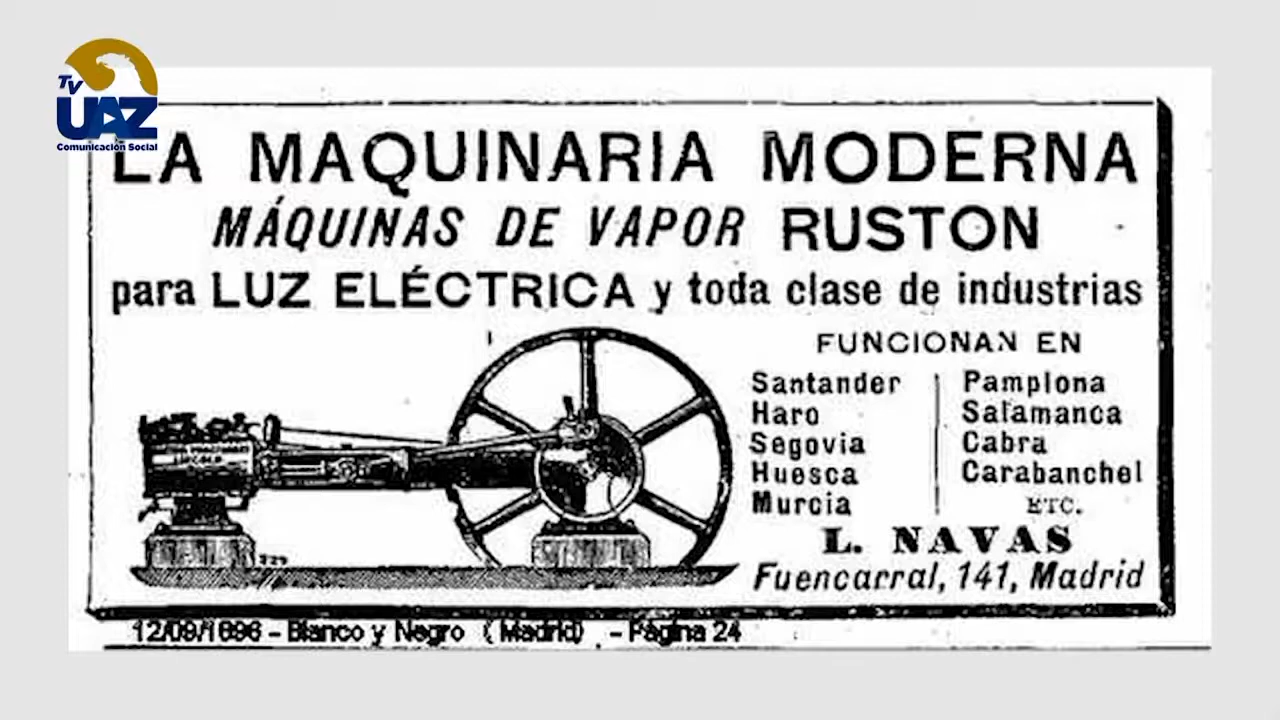 TV
UAZ
Comunicación Social
LA MAQUINARIA MODERNA
MÁQUINAS DE VAPOR RUSTON
para LUZ ELÉCTRICA y toda clase de industrias
FUNCIONAN EN
Santander
Haro
Segovia
Huesca
Murcia
Pamplona
Salamanca
Cabra
Carabanchel
ETC.
L. NAVAS
Fuencarral, 141, Madrid
12/09/1896 - Blanco y Negro (Madrid) - Página 24